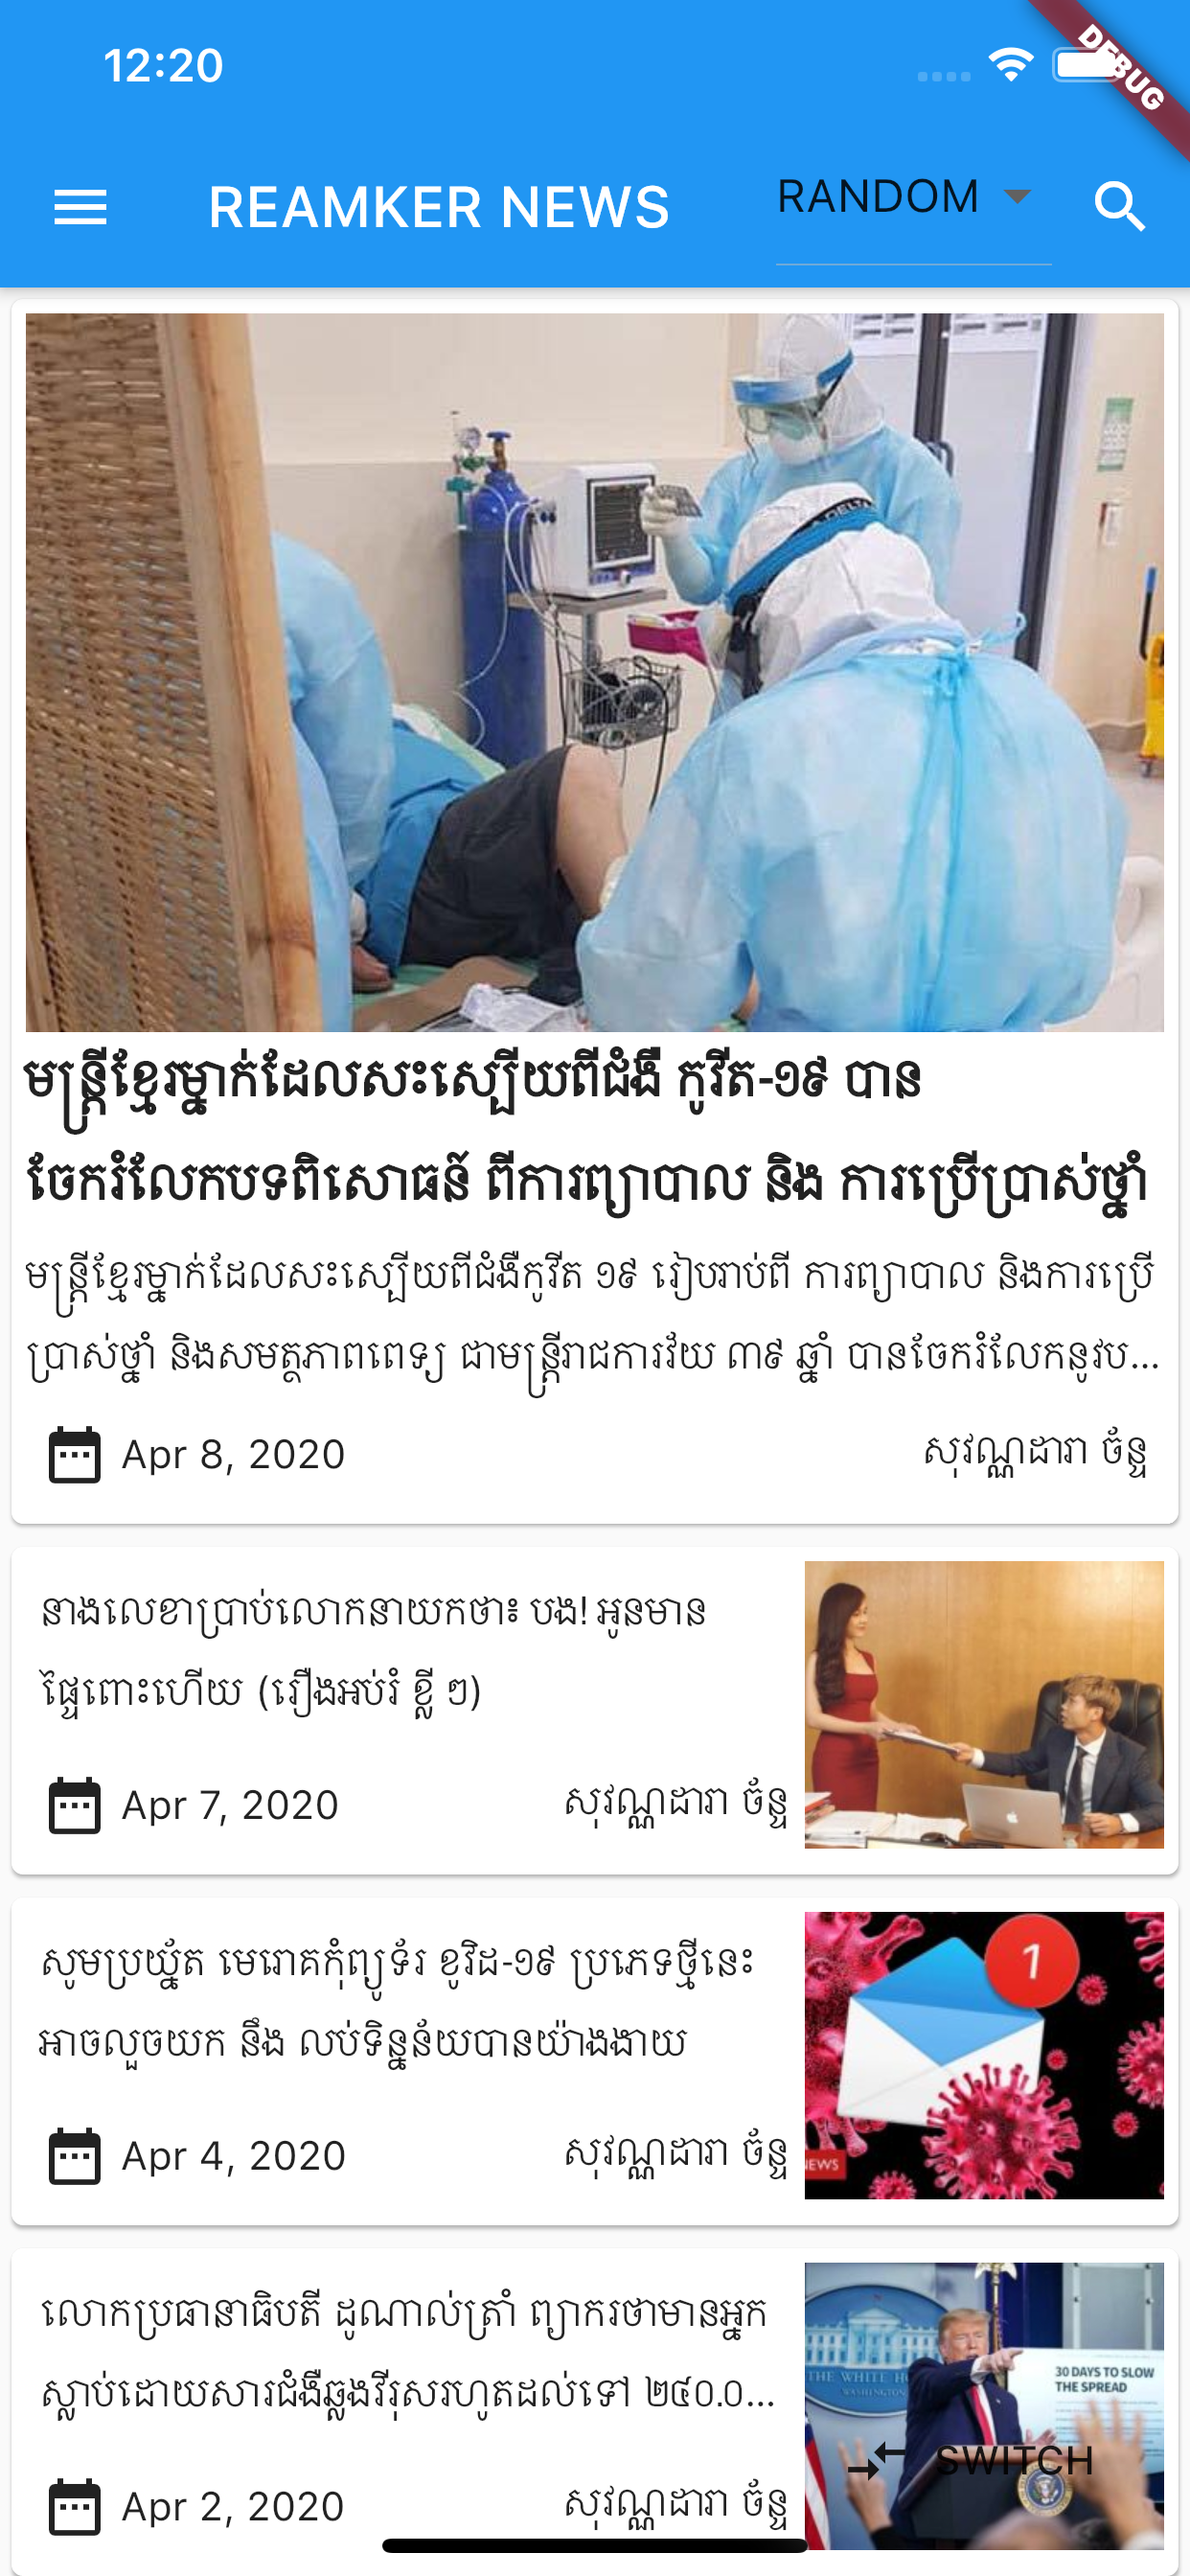 12:20
DEBUG
REAMKER NEWS
RANDOM
DELTA
មន្ត្រីខ្មែរម្នាក់ដែលសះស្បើយពីជំងឺ កូវីត-១៩ បាន
ចែករំលែកបទពិសោធន៍ ពីការព្យាបាល និង ការប្រើប្រាស់ថ្នាំ
មន្ត្រីខ្មែរម្នាក់ដែលសះស្បើយពីជំងឺកូវីត ១៩ រៀបរាប់ពី ការព្យាបាល និងការប្រើ
ប្រាស់ថ្នាំ និងសមត្ថភាពពេទ្យ ជាមន្ត្រីរាជការវ័យ ៣៩ ឆ្នាំ បានចែករំលែកនូវប...
Apr 8, 2020
សុវណ្ណដារា ច័ន្ទ
នាងលេខាប្រាប់លោកនាយកថា៖ បង! អូនមាន
ផ្ទៃពោះហើយ (រឿងអប់រំ ខ្លី ៗ)
Apr 7, 2020
សុវណ្ណដារា ច័ន្ទ
សូមប្រយ័្នត មេរោគកុំព្យូទ័រ ខូវិដ-១៩ ប្រភេទថ្មីនេះ
អាចលួចយក នឹង លប់ទិន្នន័យបានយ៉ាងងាយ
1
EWS
Apr 4, 2020
សុវណ្ណដារា ច័ន្ទ
លោកប្រធានាធិបតី ដូណាល់ត្រាំ ព្យាករថាមានអ្នក
ស្លាប់ដោយសារជំងឺឆ្លងវីរុសរហូតដល់ទៅ ២៤០.០...
THE WHITE H
WASHINGTON
30 DAYS TO SLOW
THE SPREAD
SWITCH
Apr 2, 2020
សុវណ្ណដារា ច័ន្ទ